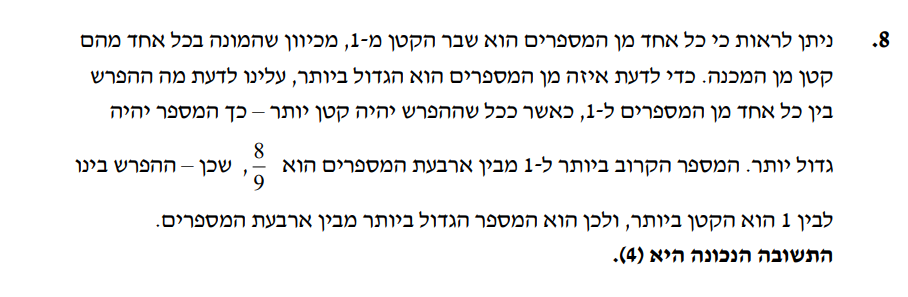 8. ניתן לראות כי כל אחד מן המספרים הוא שבר הקטן מ-1, מכיוון שהמונה בכל אחד מהם
קטן מן המכנה. כדי לדעת איזה מן המספרים הוא הגדול ביותר, עלינו לדעת מה ההפרש
בין כל אחד מן המספרים ל-1, כאשר ככל שההפרש יהיה קטן יותר – כך המספר יהיה
גדול יותר. המספר הקרוב ביותר ל-1 מבין ארבעת המספרים הוא 8/9, שכן – ההפרש בינו
לבין 1 הוא הקטן ביותר, ולכן הוא המספר הגדול ביותר מבין ארבעת המספרים.
התשובה הנכונה היא (4).